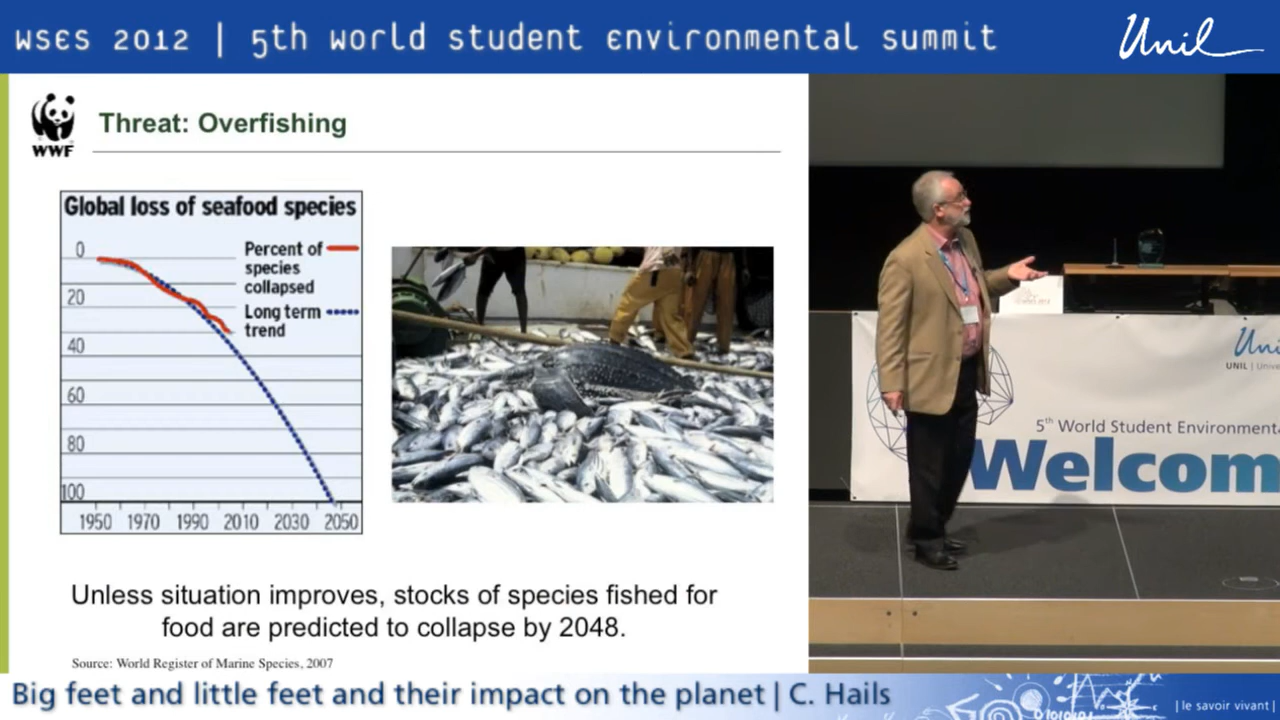 WSES 2012 | 5th world student environmental summit
Unil
WWF
Threat: Overfishing
Global loss of seafood species
0
Percent of
species
collapsed
20
Long term
trend
40
60
80
100
1950 1970 1990 2010 2030 2050
Unless situation improves, stocks of species fished for
food are predicted to collapse by 2048.
Source: World Register of Marine Species, 2007
UNIL | Unive
5th World Student Environmenta
Welcom
Big feet and little feet and their impact on the planet | C. Hails
| le savoir vivant |